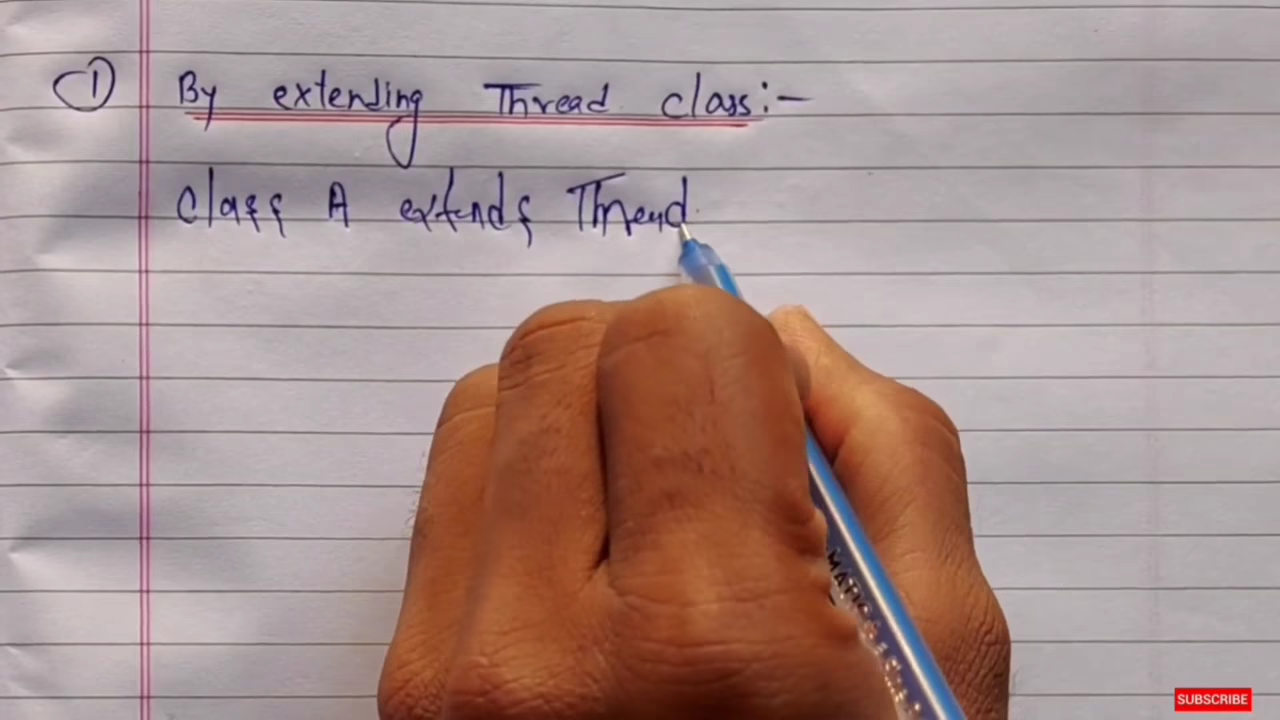 ① By extending Thread class:-
class A extends Thread
SUBSCRIBE